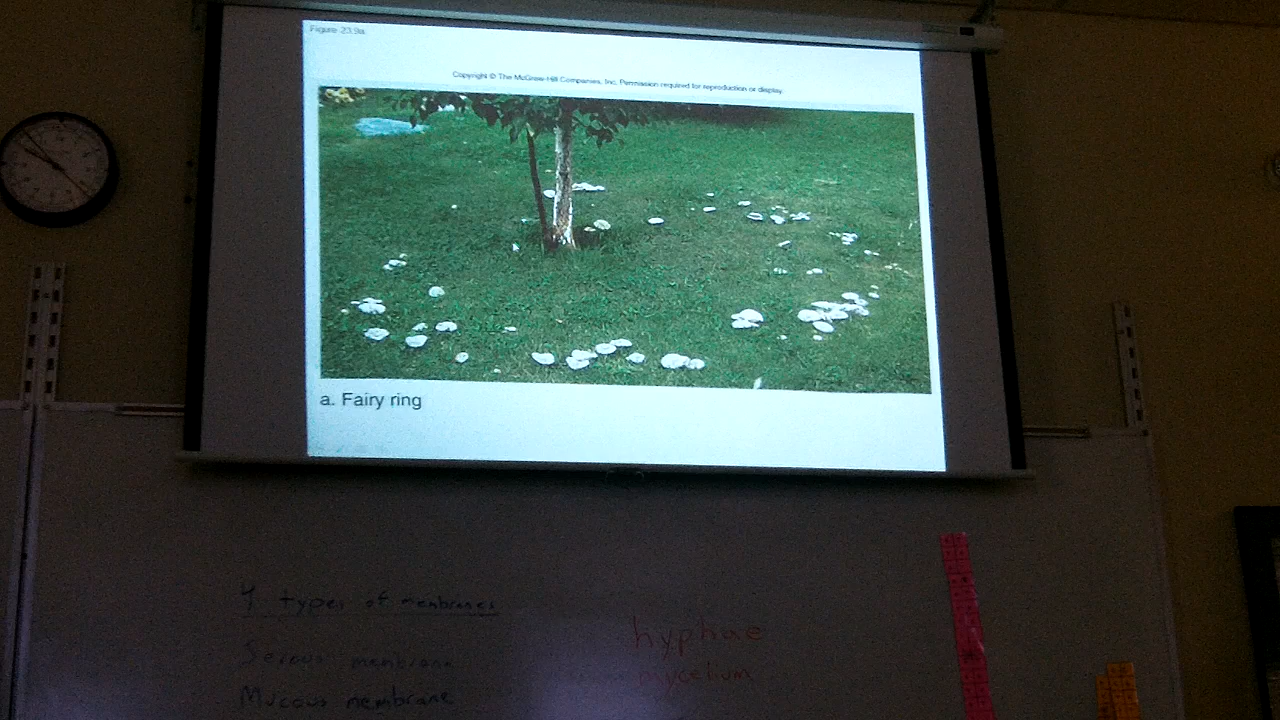 Figure 23.9a
Copyright © The McGraw-Hill Companies, Inc. Permission required for reproduction or display.
a. Fairy ring
4 types of membranes
Serous membrane
Mucous membrane
hyphae
mycelium